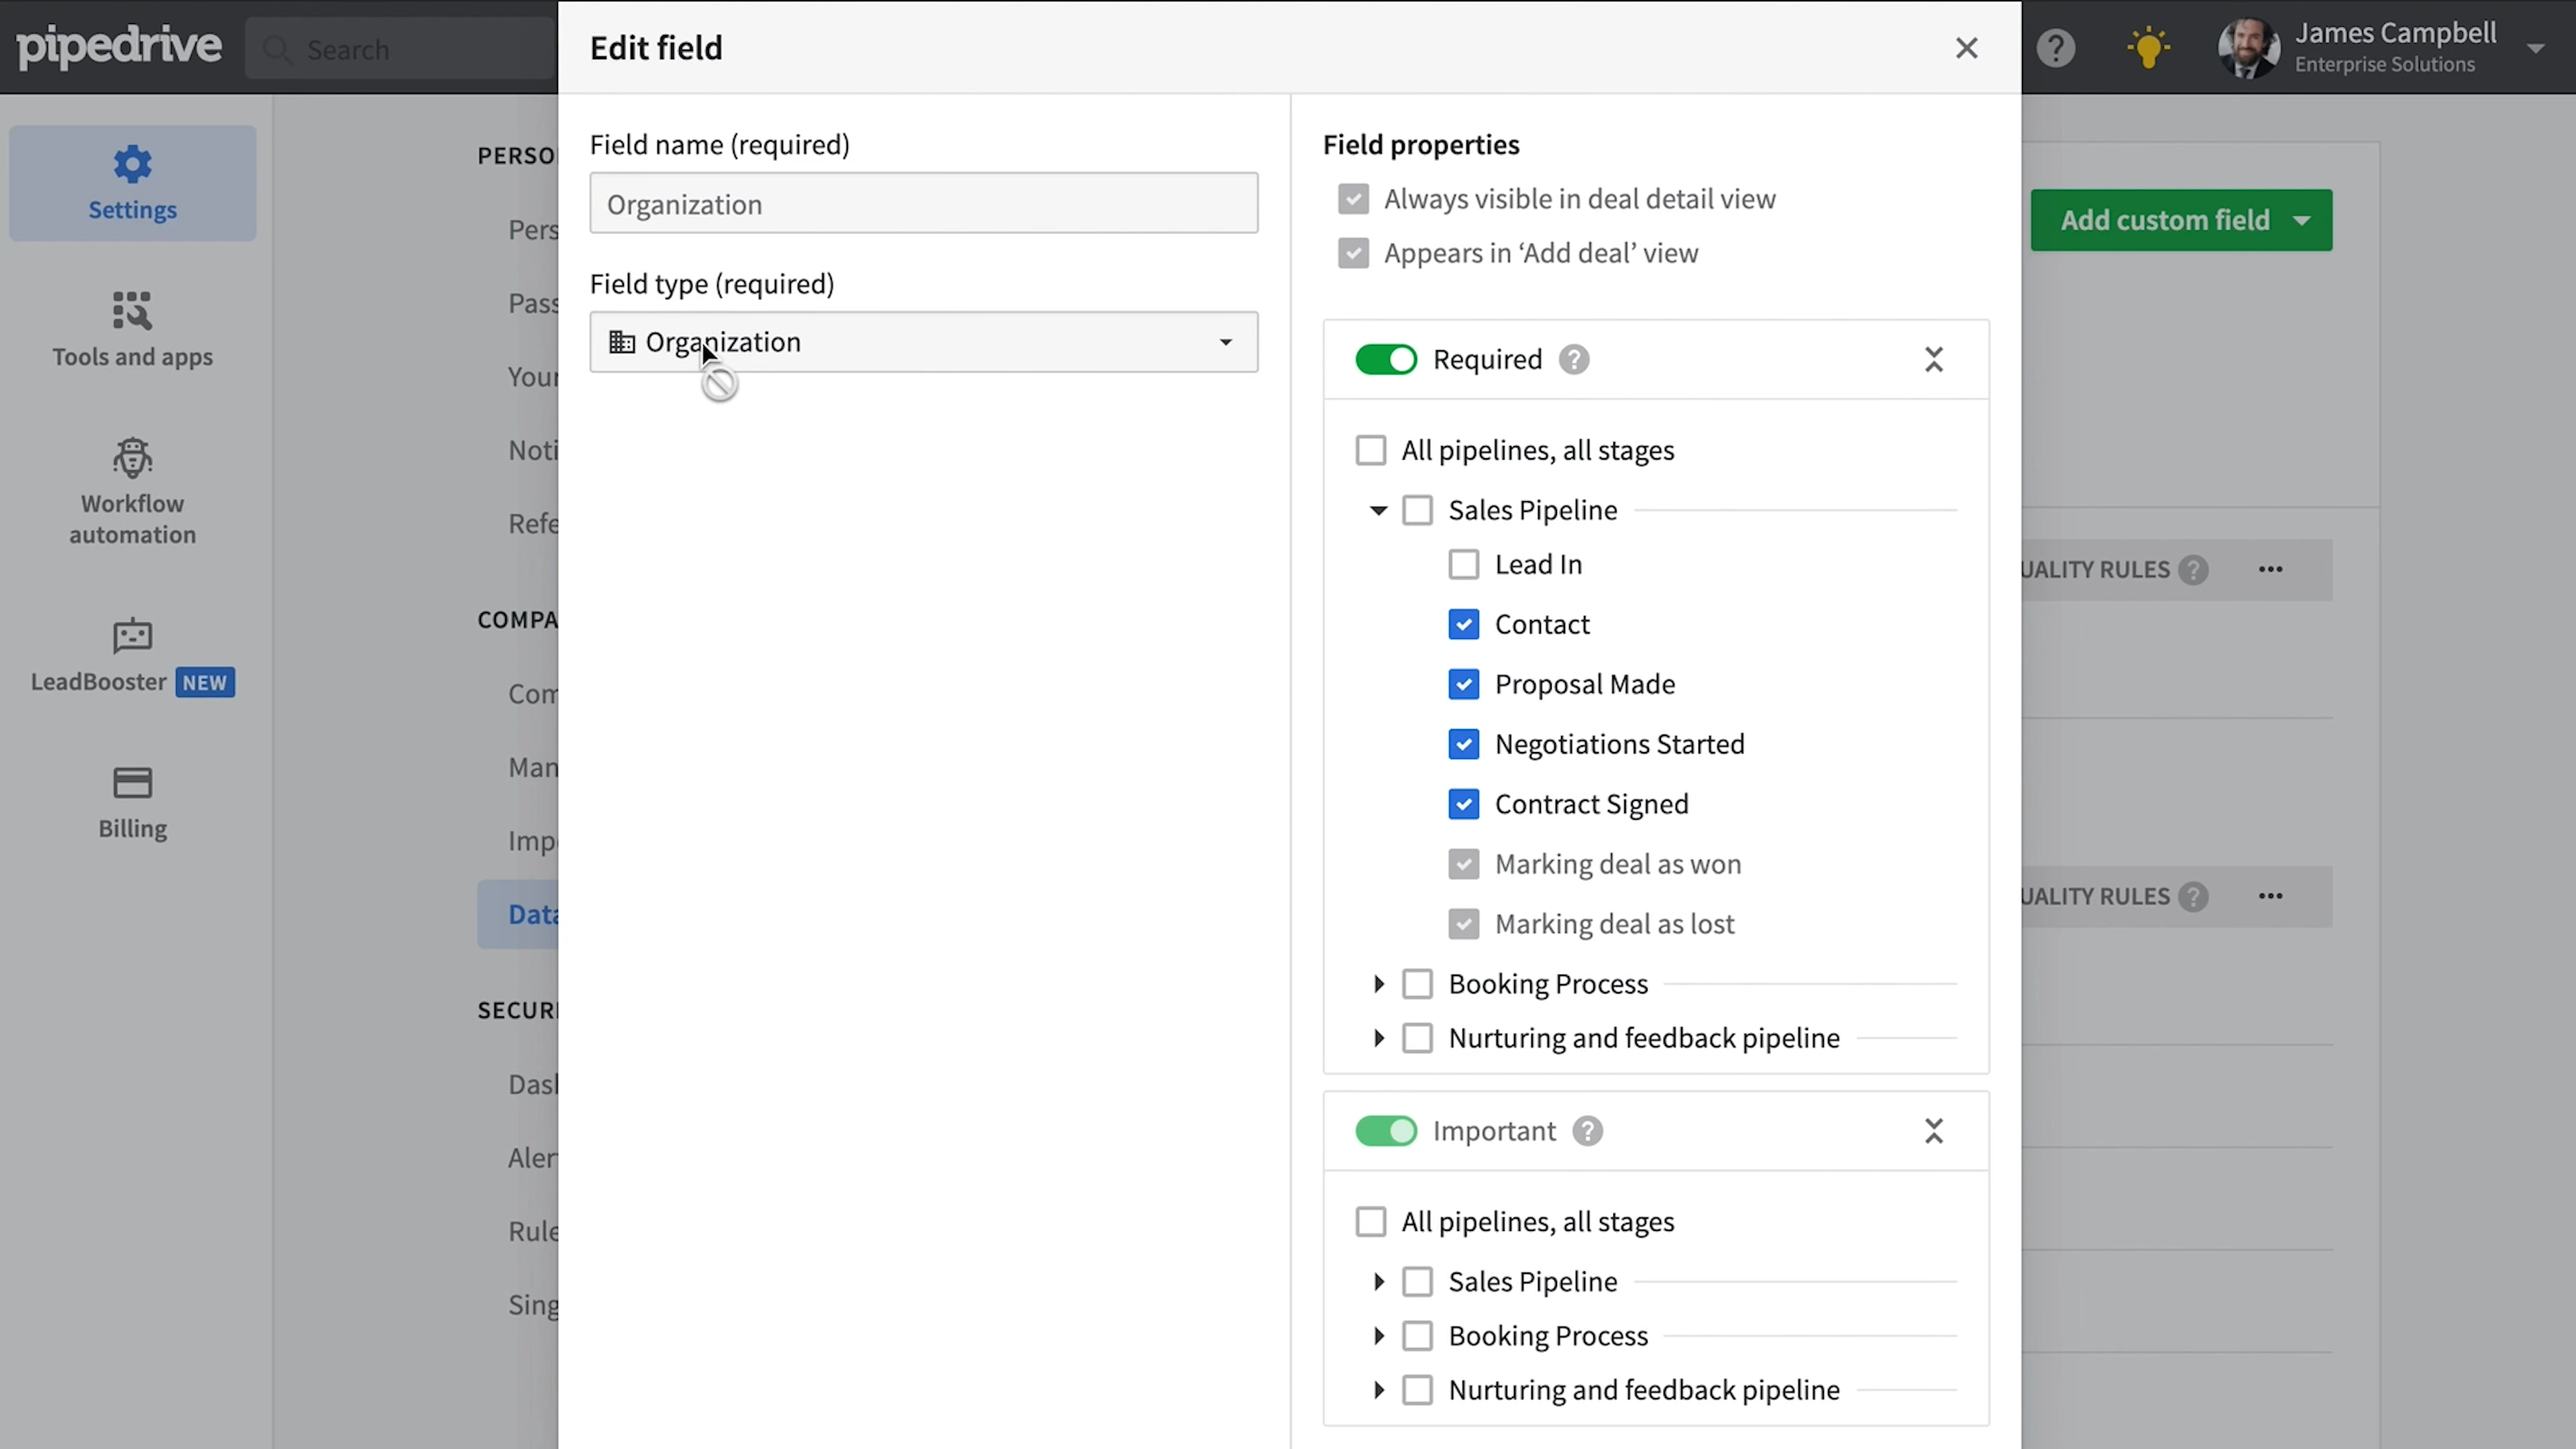 pipedrive
Search
Edit field
James Campbell
Enterprise Solutions
Settings
Tools and apps
Workflow
automation
LeadBooster NEW
Billing
Field name (required)
Organization
Field type (required)
Organization
Field properties
Always visible in deal detail view
Appears in ‘Add deal’ view
Required ?
All pipelines, all stages
Sales Pipeline
Lead In
Contact
Proposal Made
Negotiations Started
Contract Signed
Marking deal as won
Marking deal as lost
Booking Process
Nurturing and feedback pipeline
Important ?
All pipelines, all stages
Sales Pipeline
Booking Process
Nurturing and feedback pipeline
Add custom field
RULES ?
RULES ?